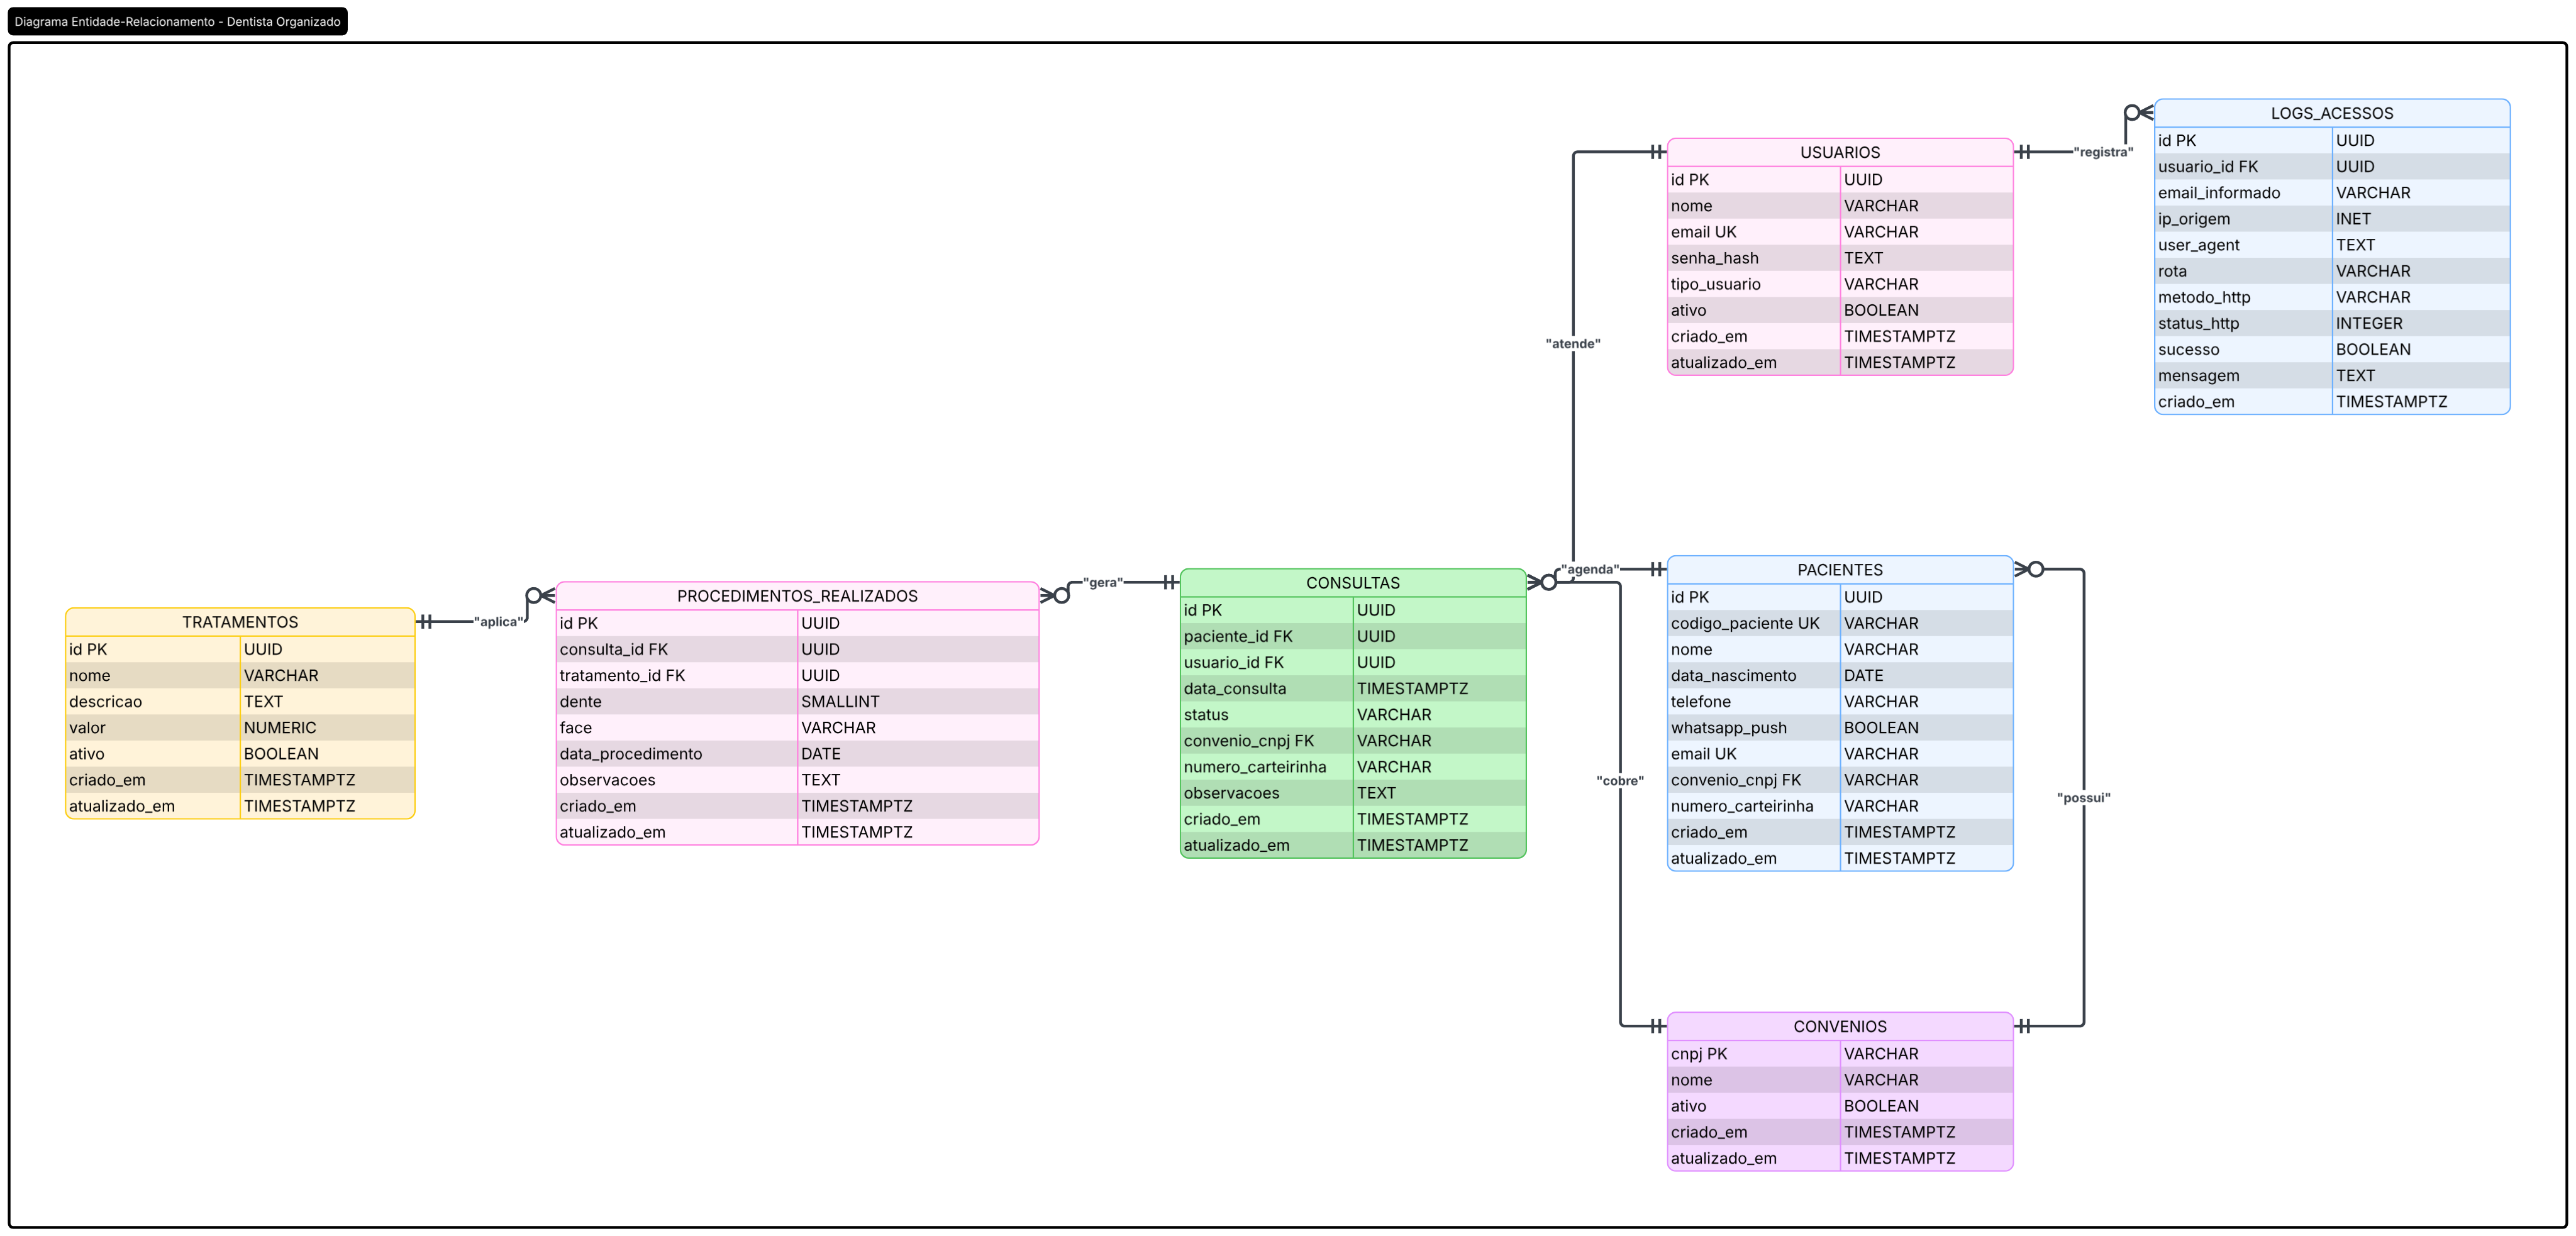 Diagrama Entidade-Relacionamento - Dentista Organizado
LOGS_ACESSOS
id PK UUID
usuario_id FK UUID
email_informado VARCHAR
ip_origem INET
user_agent TEXT
rota VARCHAR
metodo_http VARCHAR
status_http INTEGER
sucesso BOOLEAN
mensagem TEXT
criado_em TIMESTAMPTZ
"registra"
USUARIOS
id PK UUID
nome VARCHAR
email UK VARCHAR
senha_hash TEXT
tipo_usuario VARCHAR
ativo BOOLEAN
criado_em TIMESTAMPTZ
atualizado_em TIMESTAMPTZ
"atende"
TRATAMENTOS
id PK UUID
nome VARCHAR
descricao TEXT
valor NUMERIC
ativo BOOLEAN
criado_em TIMESTAMPTZ
atualizado_em TIMESTAMPTZ
"aplica"
PROCEDIMENTOS_REALIZADOS
id PK UUID
consulta_id FK UUID
tratamento_id FK UUID
dente SMALLINT
face VARCHAR
data_procedimento DATE
observacoes TEXT
criado_em TIMESTAMPTZ
atualizado_em TIMESTAMPTZ
"gera"
CONSULTAS
id PK UUID
paciente_id FK UUID
usuario_id FK UUID
data_consulta TIMESTAMPTZ
status VARCHAR
convenio_cnpj FK VARCHAR
numero_carteirinha VARCHAR
observacoes TEXT
criado_em TIMESTAMPTZ
atualizado_em TIMESTAMPTZ
"agenda"
PACIENTES
id PK UUID
codigo_paciente UK VARCHAR
nome VARCHAR
data_nascimento DATE
telefone VARCHAR
whatsapp_push BOOLEAN
email UK VARCHAR
convenio_cnpj FK VARCHAR
numero_carteirinha VARCHAR
criado_em TIMESTAMPTZ
atualizado_em TIMESTAMPTZ
"cobre"
"possui"
CONVENIOS
cnpj PK VARCHAR
nome VARCHAR
ativo BOOLEAN
criado_em TIMESTAMPTZ
atualizado_em TIMESTAMPTZ